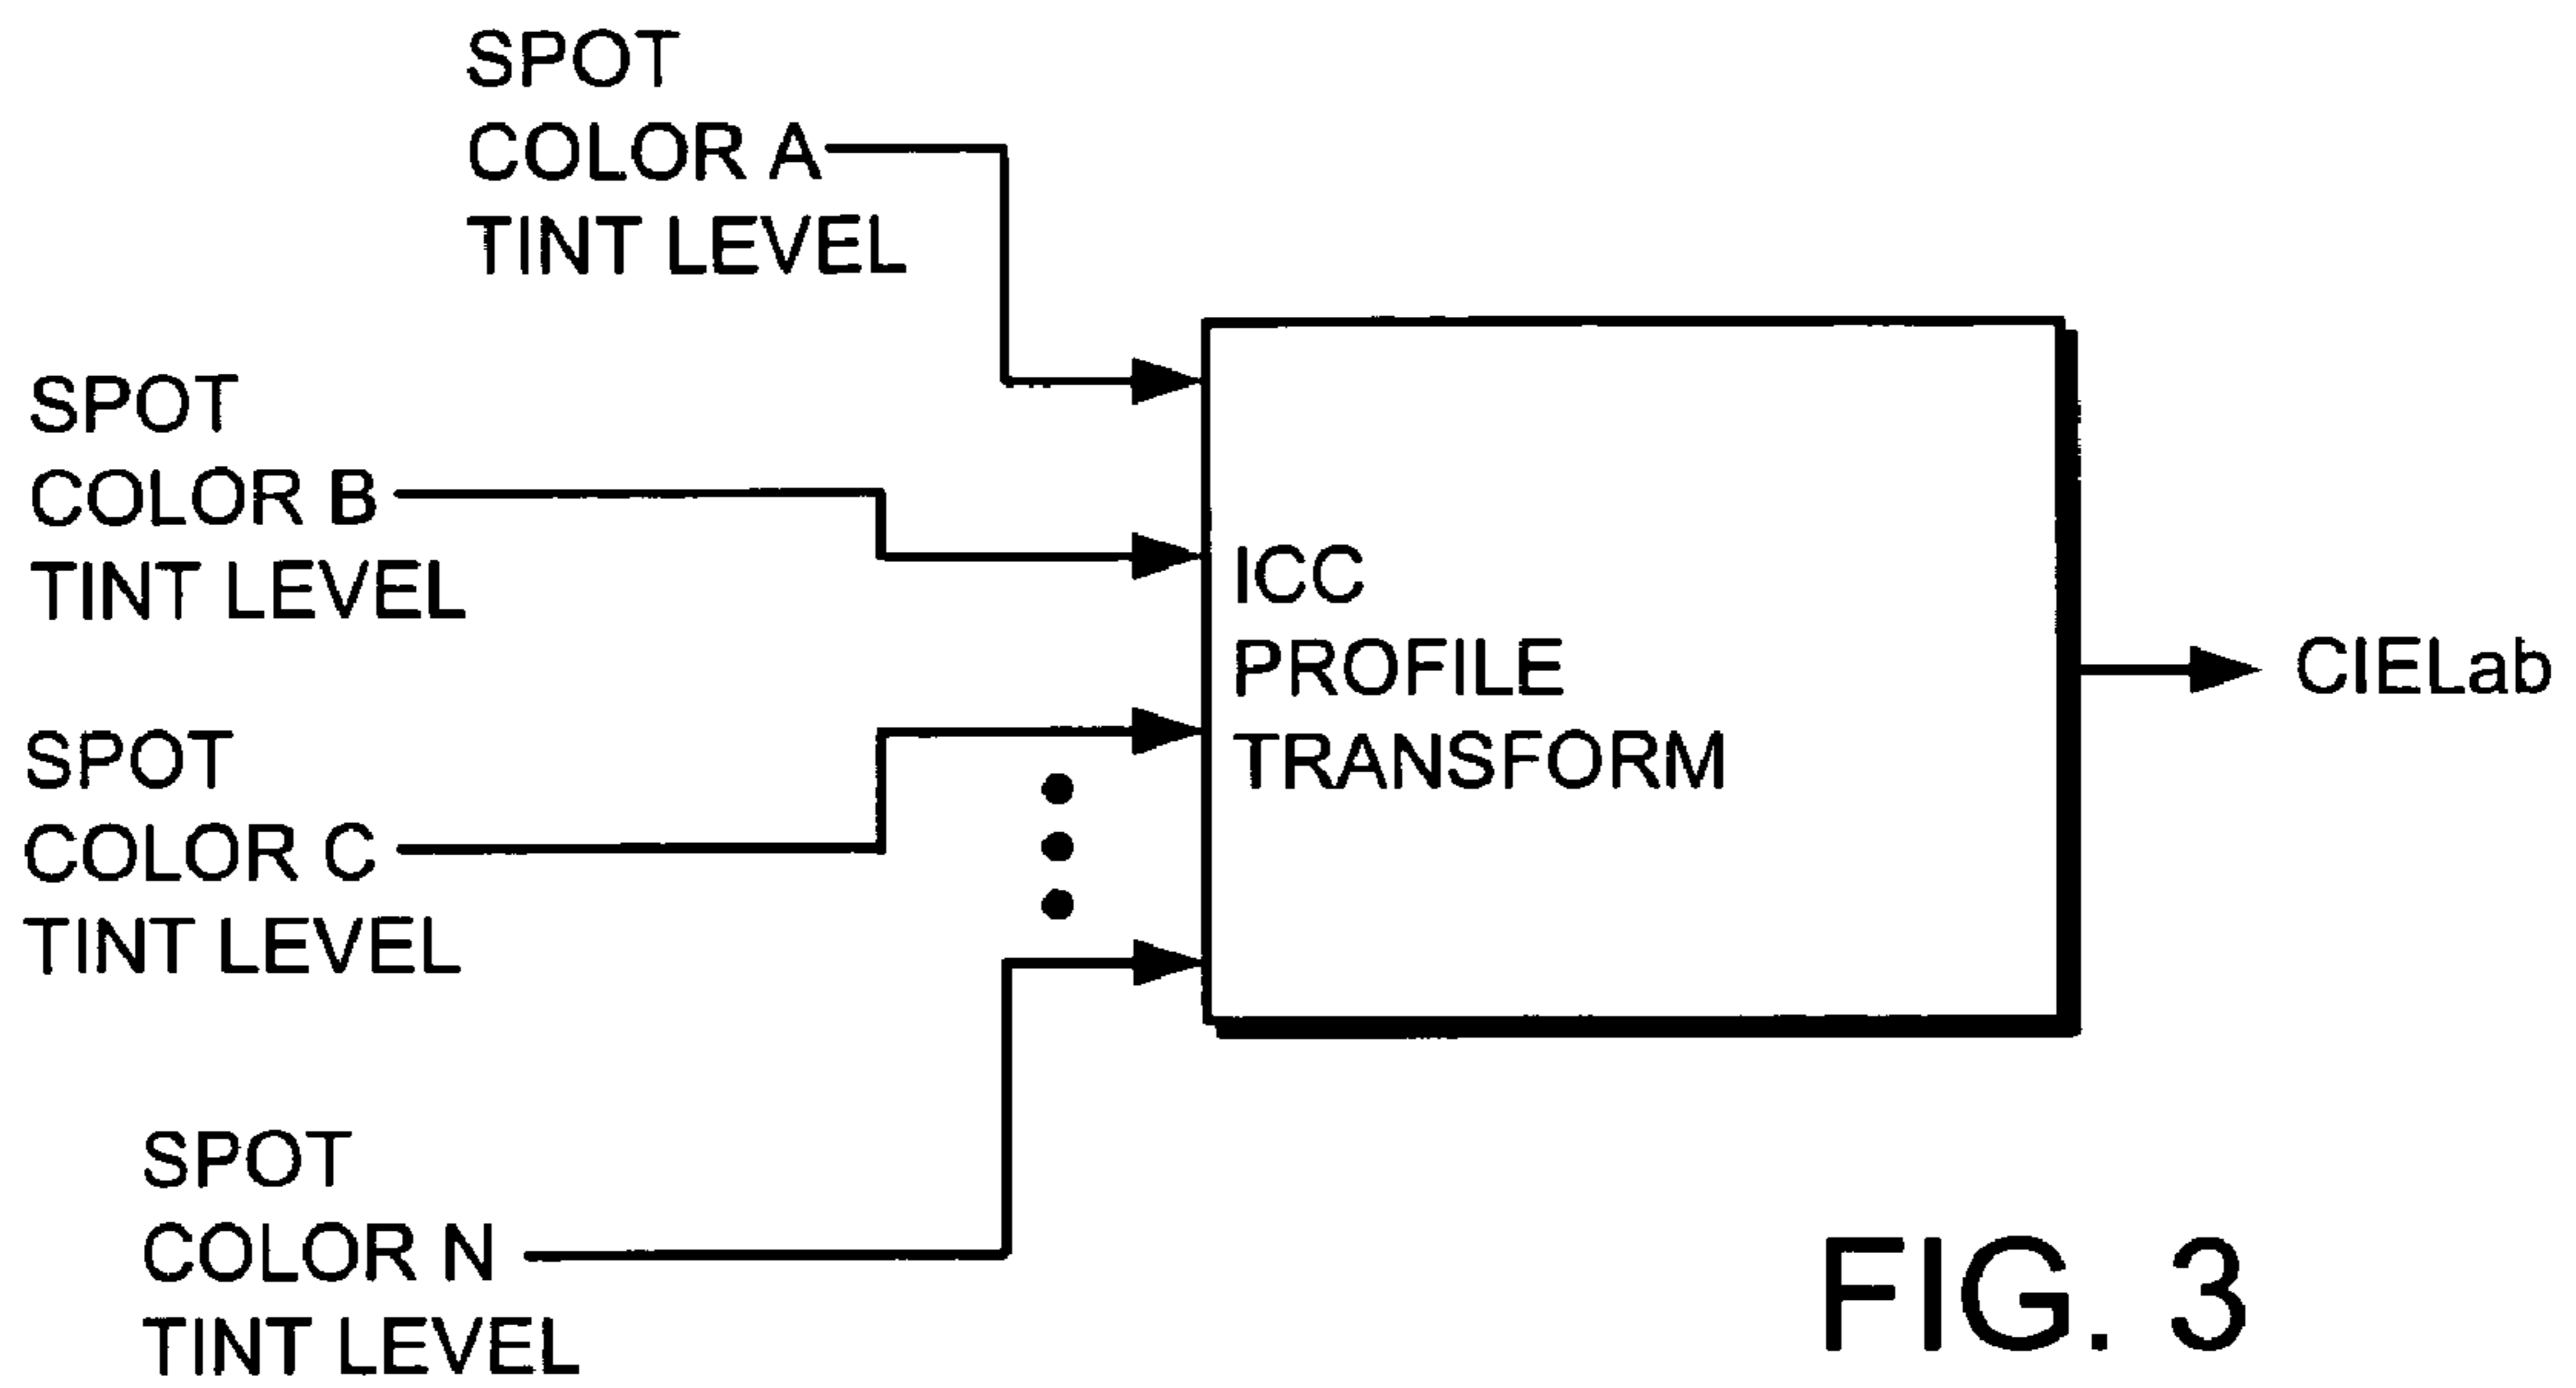 SPOT
COLOR A
TINT LEVEL
SPOT
COLOR B
TINT LEVEL
SPOT
COLOR C
TINT LEVEL
SPOT
COLOR N
TINT LEVEL
ICC
PROFILE
TRANSFORM
CIELab
FIG. 3